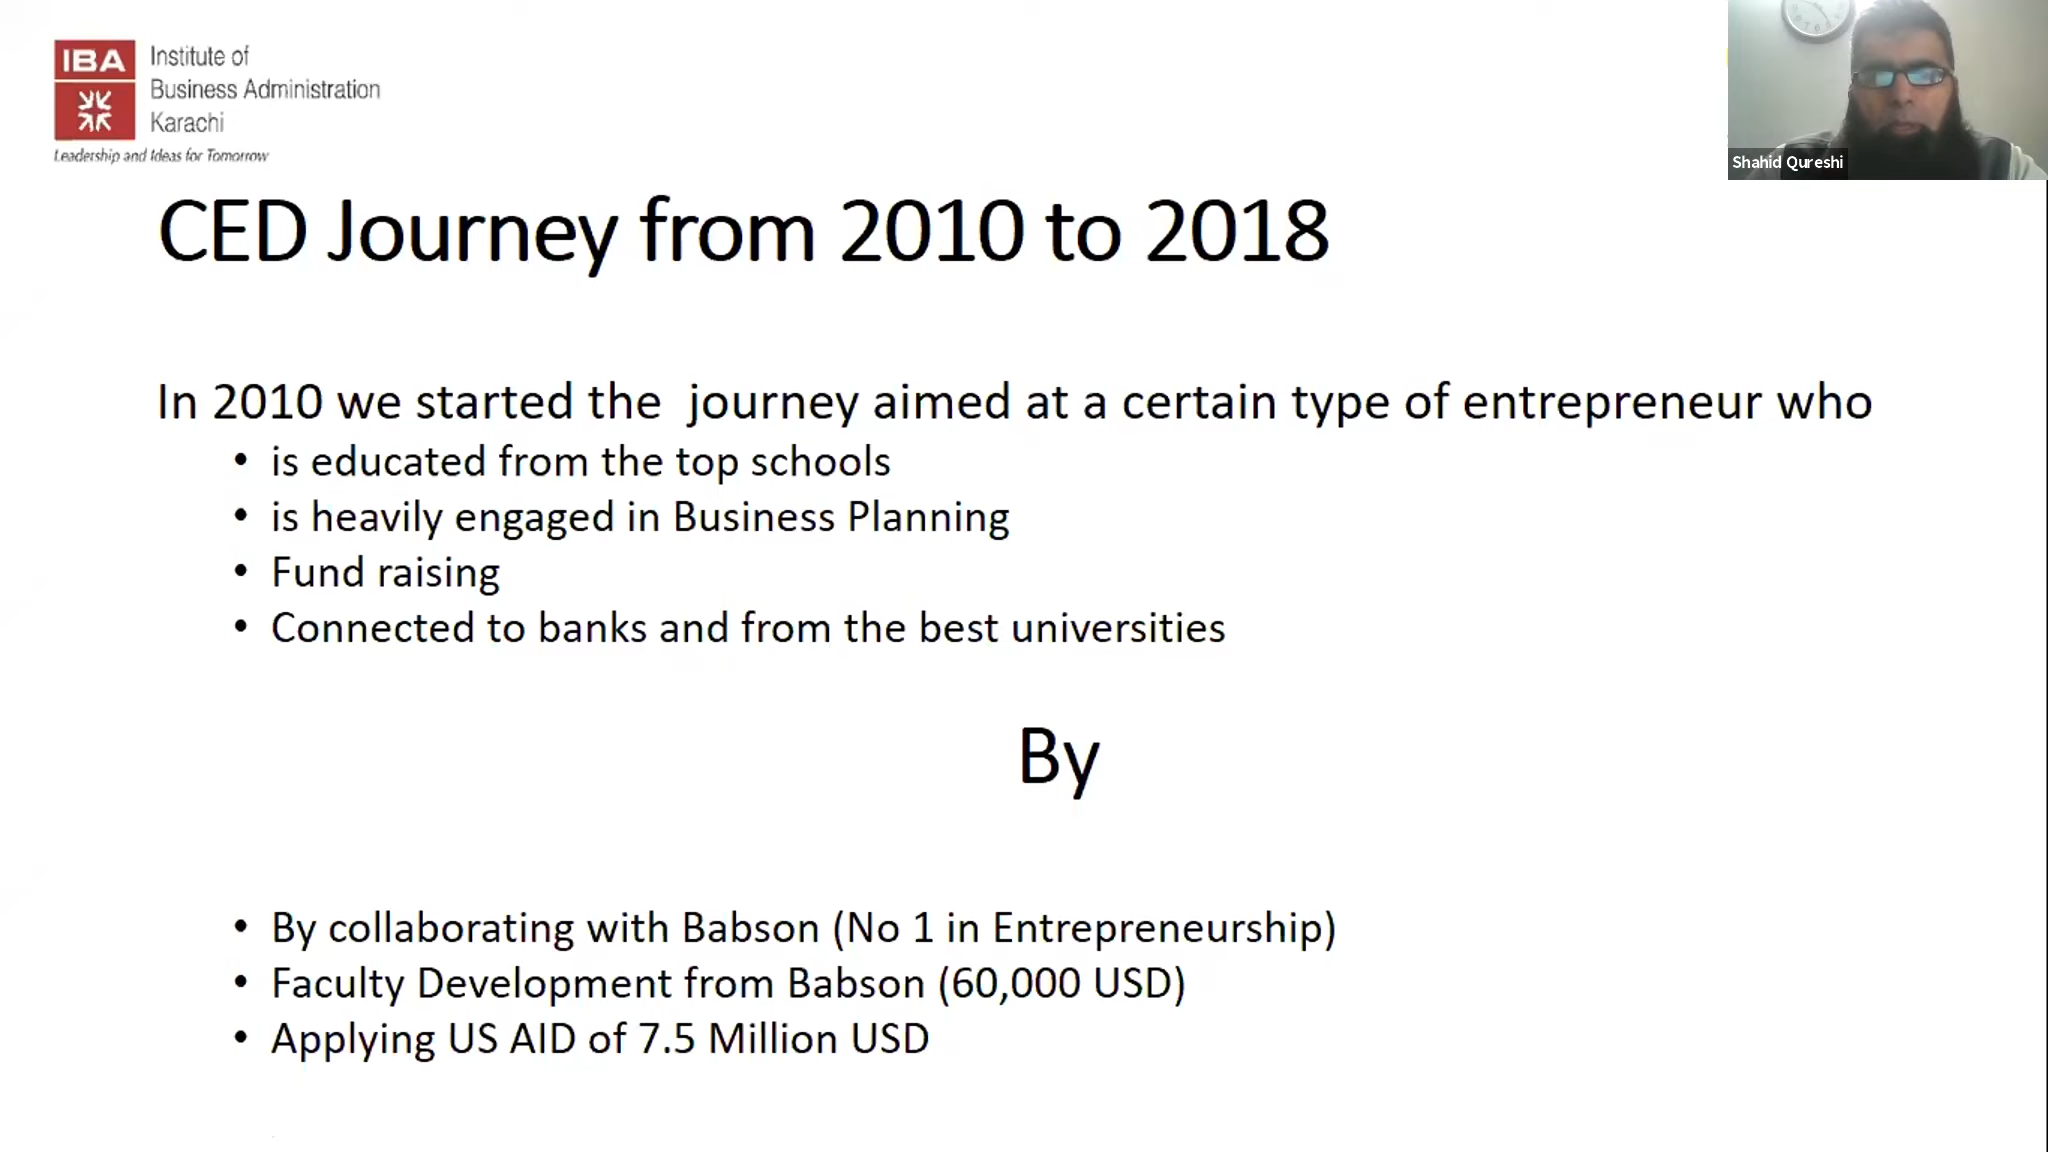 IBA
Institute of
Business Administration
Karachi
Leadership and Ideas for Tomorrow
Shahid Qureshi
CED Journey from 2010 to 2018
In 2010 we started the journey aimed at a certain type of entrepreneur who
• is educated from the top schools
• is heavily engaged in Business Planning
• Fund raising
• Connected to banks and from the best universities
By
• By collaborating with Babson (No 1 in Entrepreneurship)
• Faculty Development from Babson (60,000 USD)
• Applying US AID of 7.5 Million USD